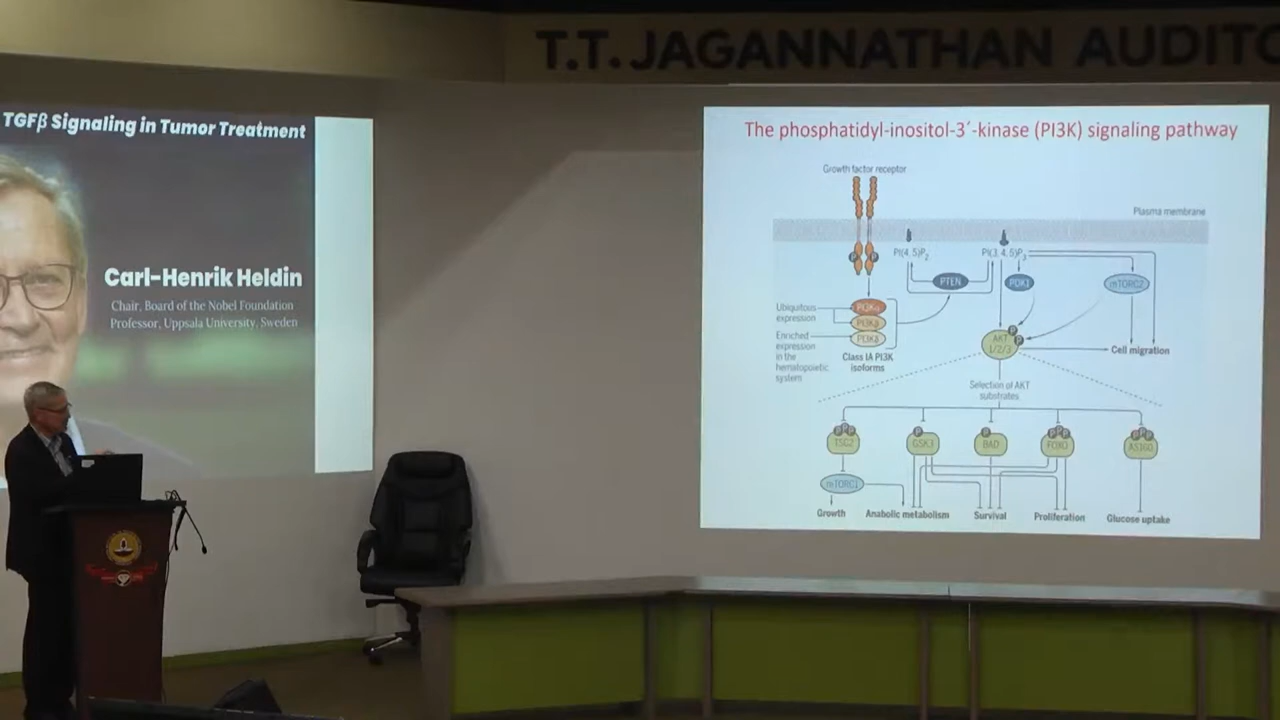 T.T. JAGANNATHAN AUDITO
TGFβ Signaling in Tumor Treatment
Carl-Henrik Heldin
Chair, Board of the Nobel Foundation
Professor, Uppsala University, Sweden
The phosphatidyl-inositol-3´-kinase (PI3K) signaling pathway
Growth factor receptor
Plasma membrane
P P
PI(4,5)P2
PI(3,4,5)P3
PTEN
PDK1
mTORC2
Ubiquitous
expression
PI3Kα
PI3Kβ
PI3Kδ
Enriched
expression
in the
hematopoietic
system
Class IA PI3K
isoforms
P
P
AKT
1/2/3
Cell migration
Selection of AKT
substrates
P P P
TSC2
P
GSK3
P
BAD
P P P
FOXO
P P P
AS160
mTORC1
Growth
Anabolic metabolism
Survival
Proliferation
Glucose uptake